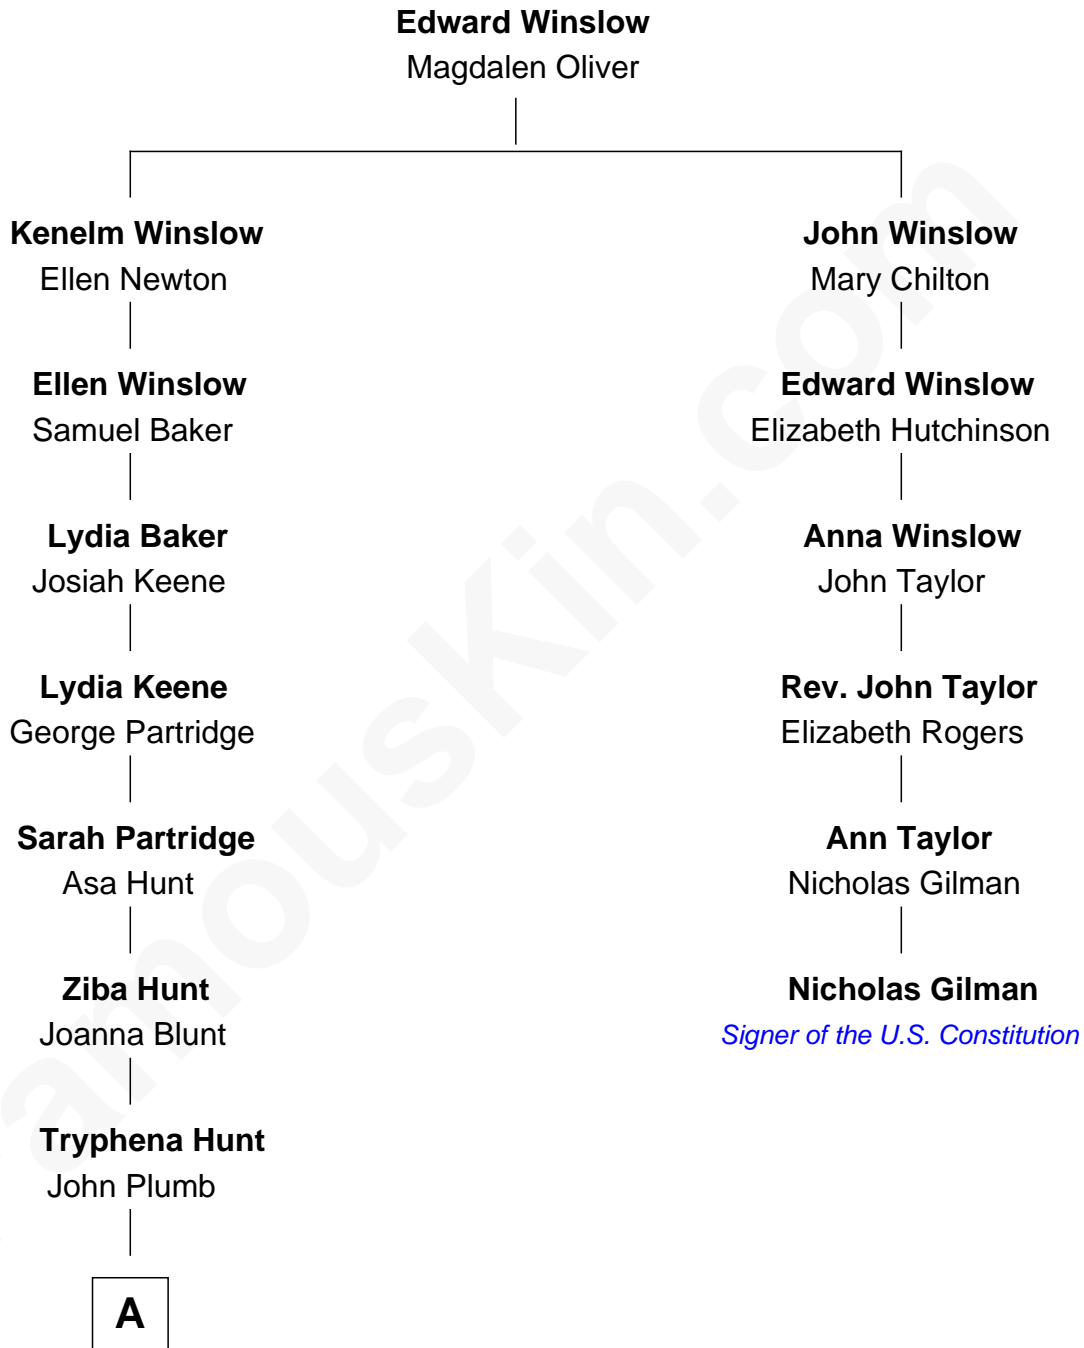 Edward Winslow
Magdalen Oliver
Kenelm Winslow
Ellen Newton
John Winslow
Mary Chilton
Ellen Winslow
Samuel Baker
Edward Winslow
Elizabeth Hutchinson
Lydia Baker
Josiah Keene
Anna Winslow
John Taylor
Lydia Keene
George Partridge
Rev. John Taylor
Elizabeth Rogers
Sarah Partridge
Asa Hunt
Ann Taylor
Nicholas Gilman
Ziba Hunt
Joanna Blunt
Nicholas Gilman
Signer of the U.S. Constitution
Tryphena Hunt
John Plumb
A
amousKin.com